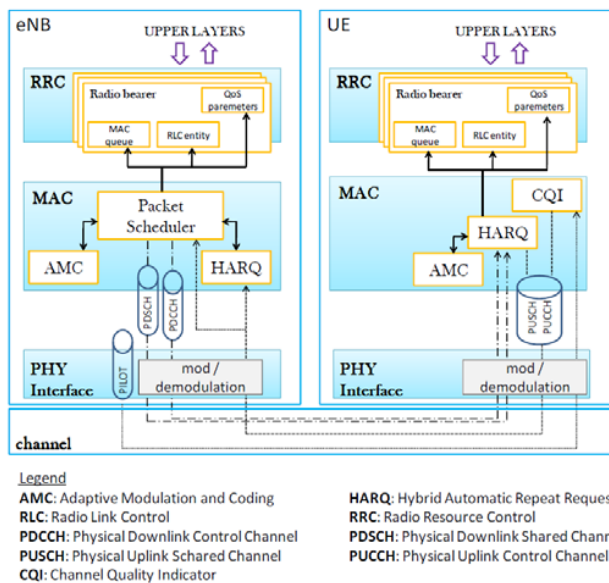 eNB
UPPER LAYERS
RRC
Radio bearer
QoS
paremeters
MAC
queue
RLC entity
MAC
Packet
Scheduler
AMC
HARQ
PDSCH
PDCCH
PILOT
PHY
Interface
mod /
demodulation
UE
UPPER LAYERS
RRC
Radio bearer
QoS
paremeters
MAC
queue
RLC entity
MAC
CQI
HARQ
AMC
PUSCH
PUCCH
PHY
Interface
mod /
demodulation
channel
Legend
AMC: Adaptive Modulation and Coding
RLC: Radio Link Control
PDCCH: Physical Downlink Control Channel
PUSCH: Physical Uplink Schared Channel
CQI: Channel Quality Indicator
HARQ: Hybrid Automatic Repeat Reques
RRC: Radio Resource Control
PDSCH: Physical Downlink Shared Chann
PUCCH: Physical Uplink Control Channel